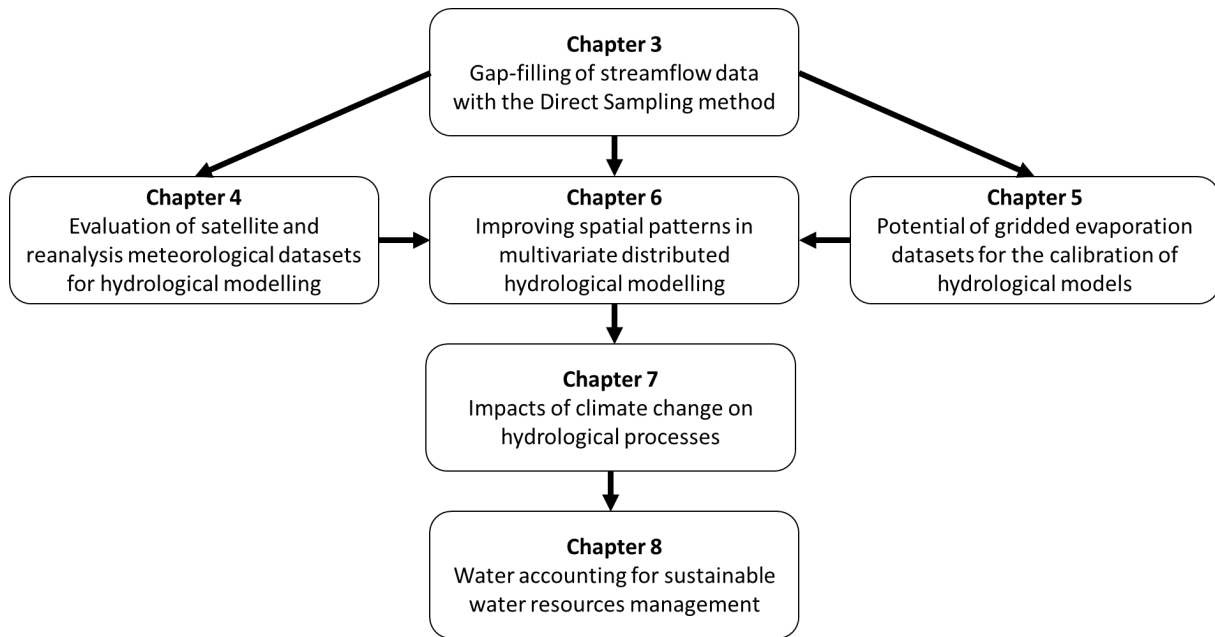 Chapter 3
Gap-filling of streamflow data
with the Direct Sampling method
Chapter 4
Evaluation of satellite and
reanalysis meteorological datasets
for hydrological modelling
Chapter 6
Improving spatial patterns in
multivariate distributed
hydrological modelling
Chapter 5
Potential of gridded evaporation
datasets for the calibration of
hydrological models
Chapter 7
Impacts of climate change on
hydrological processes
Chapter 8
Water accounting for sustainable
water resources management